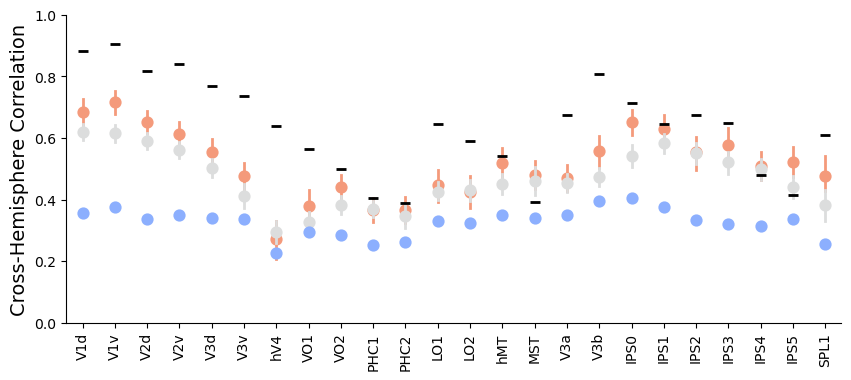 Cross-Hemisphere Correlation
1.0
0.8
0.6
0.4
0.2
0.0
V1d
V1v
V2d
V2v
V3d
V3v
hV4
VO1
VO2
PHC1
PHC2
LO1
LO2
hMT
MST
V3a
V3b
IPS0
IPS1
IPS2
IPS3
IPS4
IPS5
SPL1